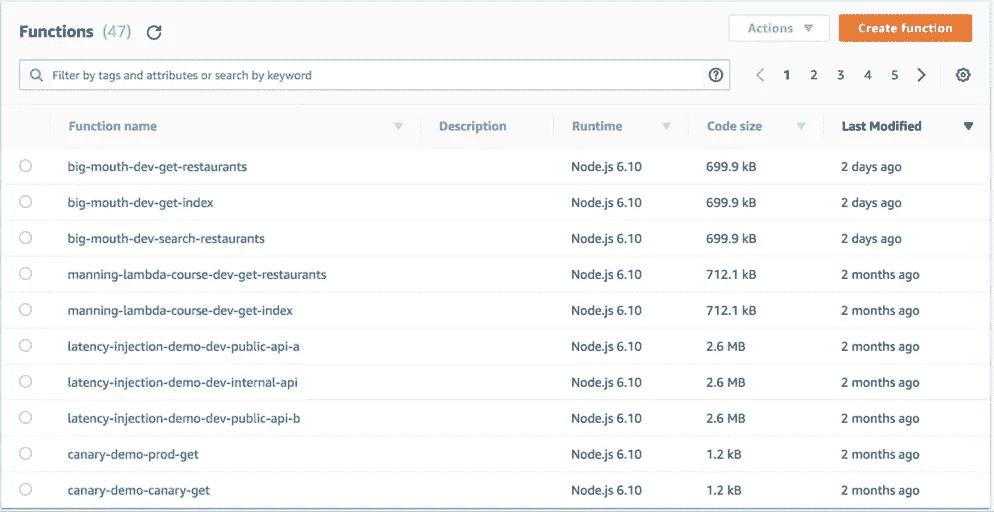 Functions (47) Actions Create function
Filter by tags and attributes or search by keyword 1 2 3 4 5
Function name Description Runtime Code size Last Modified
big-mouth-dev-get-restaurants Node.js 6.10 699.9 kB 2 days ago
big-mouth-dev-get-index Node.js 6.10 699.9 kB 2 days ago
big-mouth-dev-search-restaurants Node.js 6.10 699.9 kB 2 days ago
manning-lambda-course-dev-get-restaurants Node.js 6.10 712.1 kB 2 months ago
manning-lambda-course-dev-get-index Node.js 6.10 712.1 kB 2 months ago
latency-injection-demo-dev-public-api-a Node.js 6.10 2.6 MB 2 months ago
latency-injection-demo-dev-internal-api Node.js 6.10 2.6 MB 2 months ago
latency-injection-demo-dev-public-api-b Node.js 6.10 2.6 MB 2 months ago
canary-demo-prod-get Node.js 6.10 1.2 kB 2 months ago
canary-demo-canary-get Node.js 6.10 1.2 kB 2 months ago